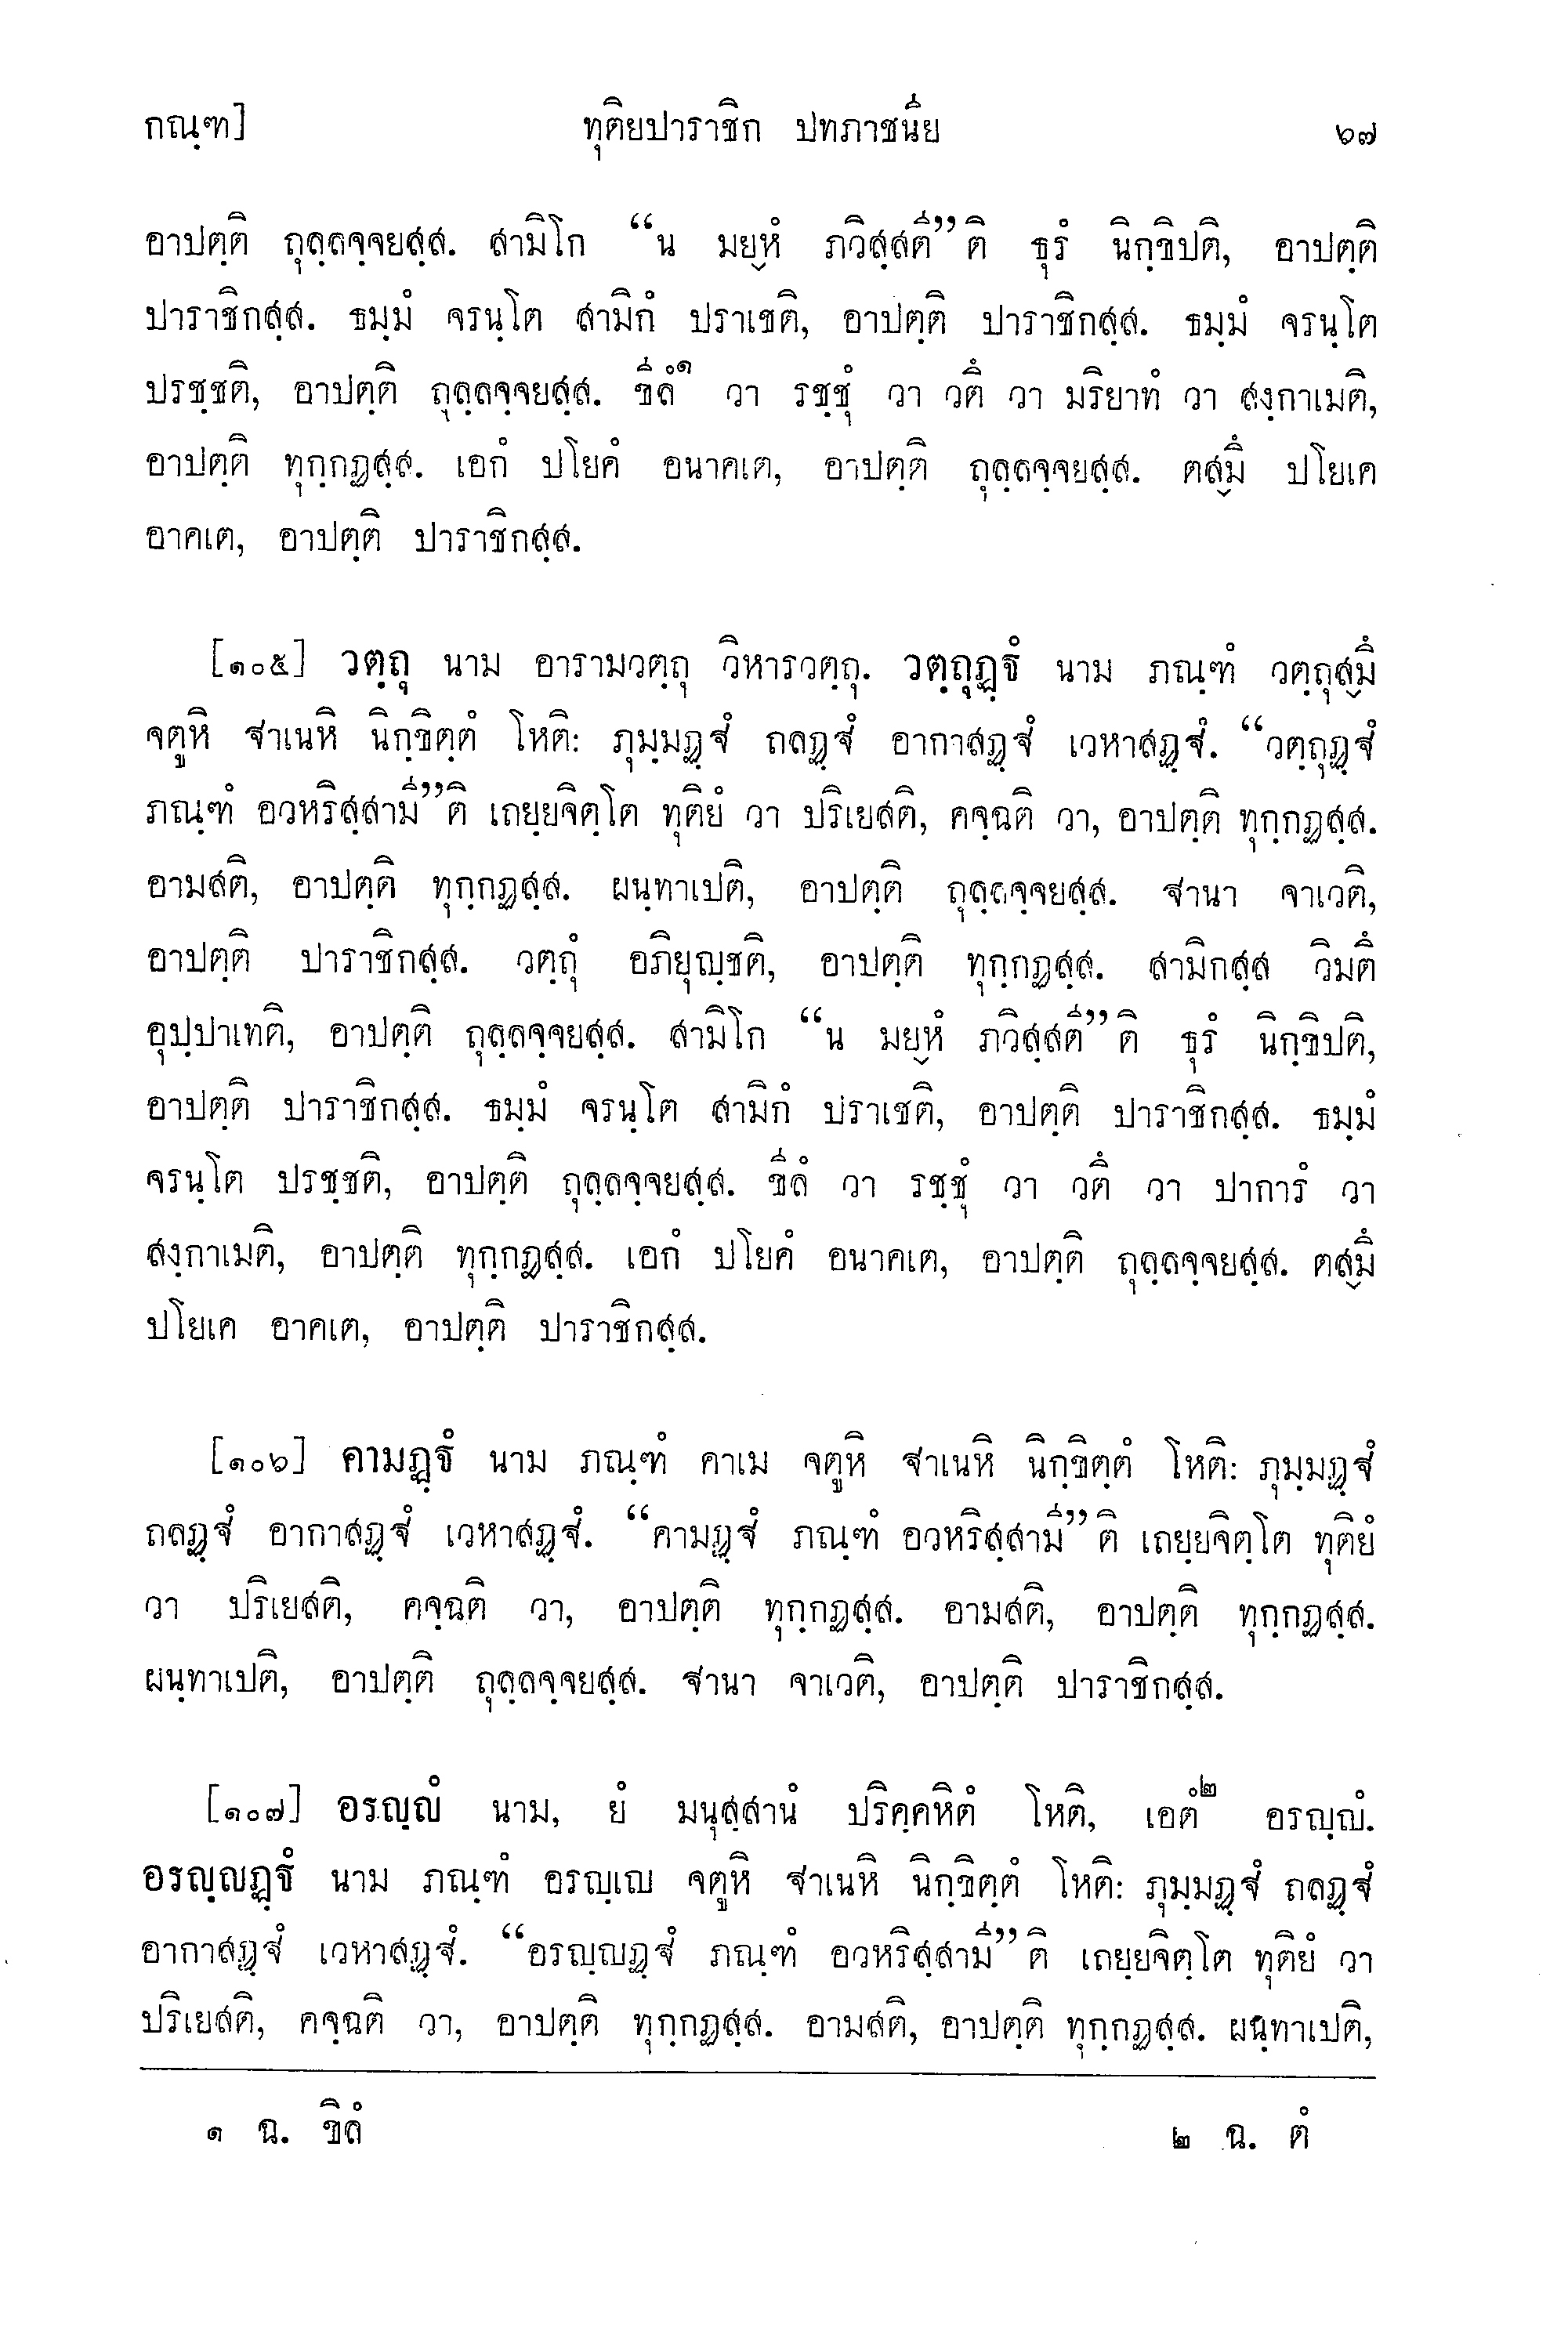 กณฺฑ] ทุติยปาราชิก ปทภาชนีย ๖๗
อาปตฺติ ถุลฺลจฺจยสฺส. สามิโก “น มยฺหํ ภวิสฺสตี”ติ ธุรํ นิกฺขิปติ, อาปตฺติ
ปาราชิกสฺส. ธมฺมํ จรนฺโต สามิกํ ปราเชติ, อาปตฺติ ปาราชิกสฺส. ธมฺมํ จรนฺโต
ปรชฺชติ, อาปตฺติ ถุลฺลจฺจยสฺส. ขีลํ๑ วา รชฺชุํ วา วตึ วา มริยาทํ วา สงฺกาเมติ,
อาปตฺติ ทุกฺกฏสฺส. เอกํ ปโยคํ อนาคเต, อาปตฺติ ถุลฺลจฺจยสฺส. ตสฺมึ ปโยเค
อาคเต, อาปตฺติ ปาราชิกสฺส.
[๑๐๕] วตฺถุ นาม อารามวตฺถุ วิหารวตฺถุ. วตฺถุฏฺฐํ นาม ภณฺฑํ วตฺถุสฺมึ
จตูหิ ฐาเนหิ นิกฺขิตฺตํ โหติ: ภุมฺมฏฺฐํ ถลฏฺฐํ อากาสฏฺฐํ เวหาสฏฺฐํ. “วตฺถุฏฺฐํ
ภณฺฑํ อวหริสฺสามี”ติ เถยฺยจิตฺโต ทุติยํ วา ปริเยสติ, คจฺฉติ วา, อาปตฺติ ทุกฺกฏสฺส.
อามสติ, อาปตฺติ ทุกฺกฏสฺส. ผนฺทาเปติ, อาปตฺติ ถุลฺลจฺจยสฺส. ฐานา จาเวติ,
อาปตฺติ ปาราชิกสฺส. วตฺถุํ อภิยุญฺชติ, อาปตฺติ ทุกฺกฏสฺส. สามิกสฺส วิมตึ
อุปฺปาเทติ, อาปตฺติ ถุลฺลจฺจยสฺส. สามิโก “น มยฺหํ ภวิสฺสตี”ติ ธุรํ นิกฺขิปติ,
อาปตฺติ ปาราชิกสฺส. ธมฺมํ จรนฺโต สามิกํ ปราเชติ, อาปตฺติ ปาราชิกสฺส. ธมฺมํ
จรนฺโต ปรชฺชติ, อาปตฺติ ถุลฺลจฺจยสฺส. ขีลํ วา รชฺชุํ วา วตึ วา ปาการํ วา
สงฺกาเมติ, อาปตฺติ ทุกฺกฏสฺส. เอกํ ปโยคํ อนาคเต, อาปตฺติ ถุลฺลจฺจยสฺส. ตสฺมึ
ปโยเค อาคเต, อาปตฺติ ปาราชิกสฺส.
[๑๐๖] คามฏฺฐํ นาม ภณฺฑํ คาเม จตูหิ ฐาเนหิ นิกฺขิตฺตํ โหติ: ภุมฺมฏฺฐํ
ถลฏฺฐํ อากาสฏฺฐํ เวหาสฏฺฐํ. “คามฏฺฐํ ภณฺฑํ อวหริสฺสามี”ติ เถยฺยจิตฺโต ทุติยํ
วา ปริเยสติ, คจฺฉติ วา, อาปตฺติ ทุกฺกฏสฺส. อามสติ, อาปตฺติ ทุกฺกฏสฺส.
ผนฺทาเปติ, อาปตฺติ ถุลฺลจฺจยสฺส. ฐานา จาเวติ, อาปตฺติ ปาราชิกสฺส.
[๑๐๗] อรญฺญํ นาม, ยํ มนุสฺสานํ ปริคฺคหิตํ โหติ, เอตํ๒ อรญฺญํ.
อรญฺญฏฺฐํ นาม ภณฺฑํ อรญฺเญ จตูหิ ฐาเนหิ นิกฺขิตฺตํ โหติ: ภุมฺมฏฺฐํ ถลฏฺฐํ
อากาสฏฺฐํ เวหาสฏฺฐํ. “อรญฺญฏฺฐํ ภณฺฑํ อวหริสฺสามี”ติ เถยฺยจิตฺโต ทุติยํ วา
ปริเยสติ, คจฺฉติ วา, อาปตฺติ ทุกฺกฏสฺส. อามสติ, อาปตฺติ ทุกฺกฏสฺส. ผนฺทาเปติ,
๑ ฉ. ขิลํ ๒ ฉ. ตํ